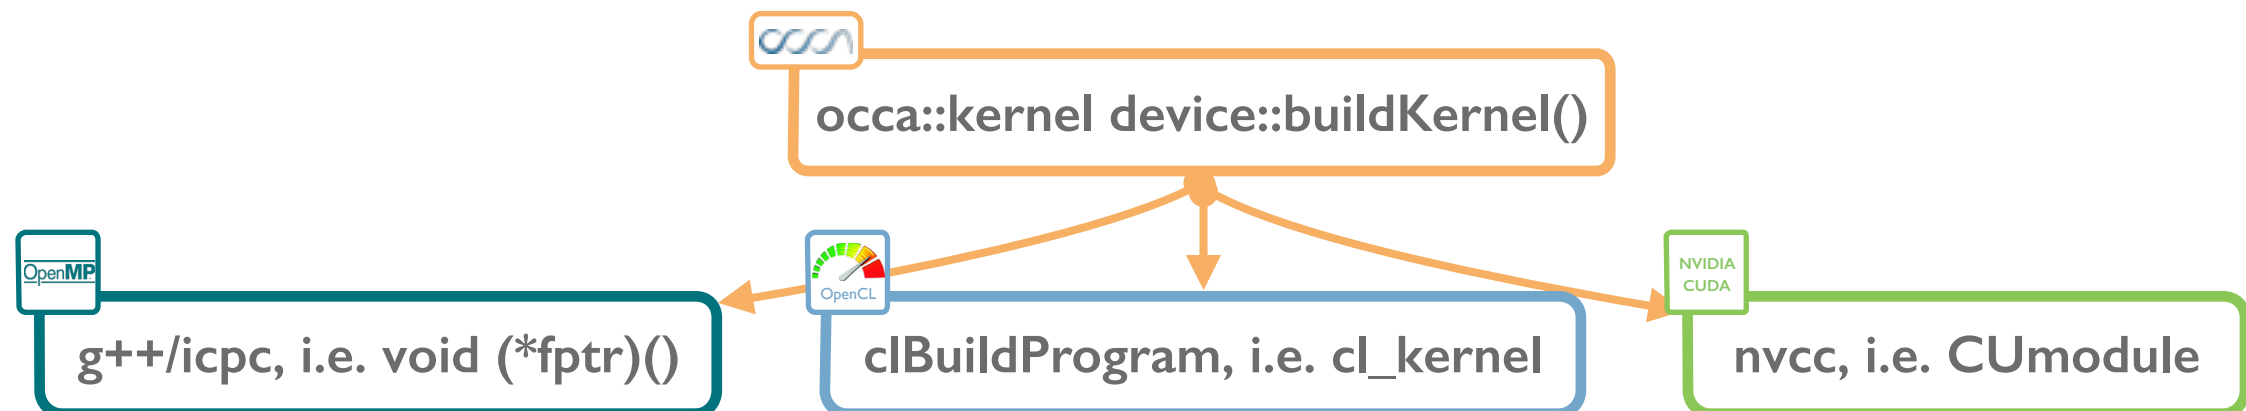 occa
occa::kernel device::buildKernel()
OpenMP
OpenCL
NVIDIA
CUDA
g++/icpc, i.e. void (*fptr)()
clBuildProgram, i.e. cl_kernel
nvcc, i.e. CUmodule